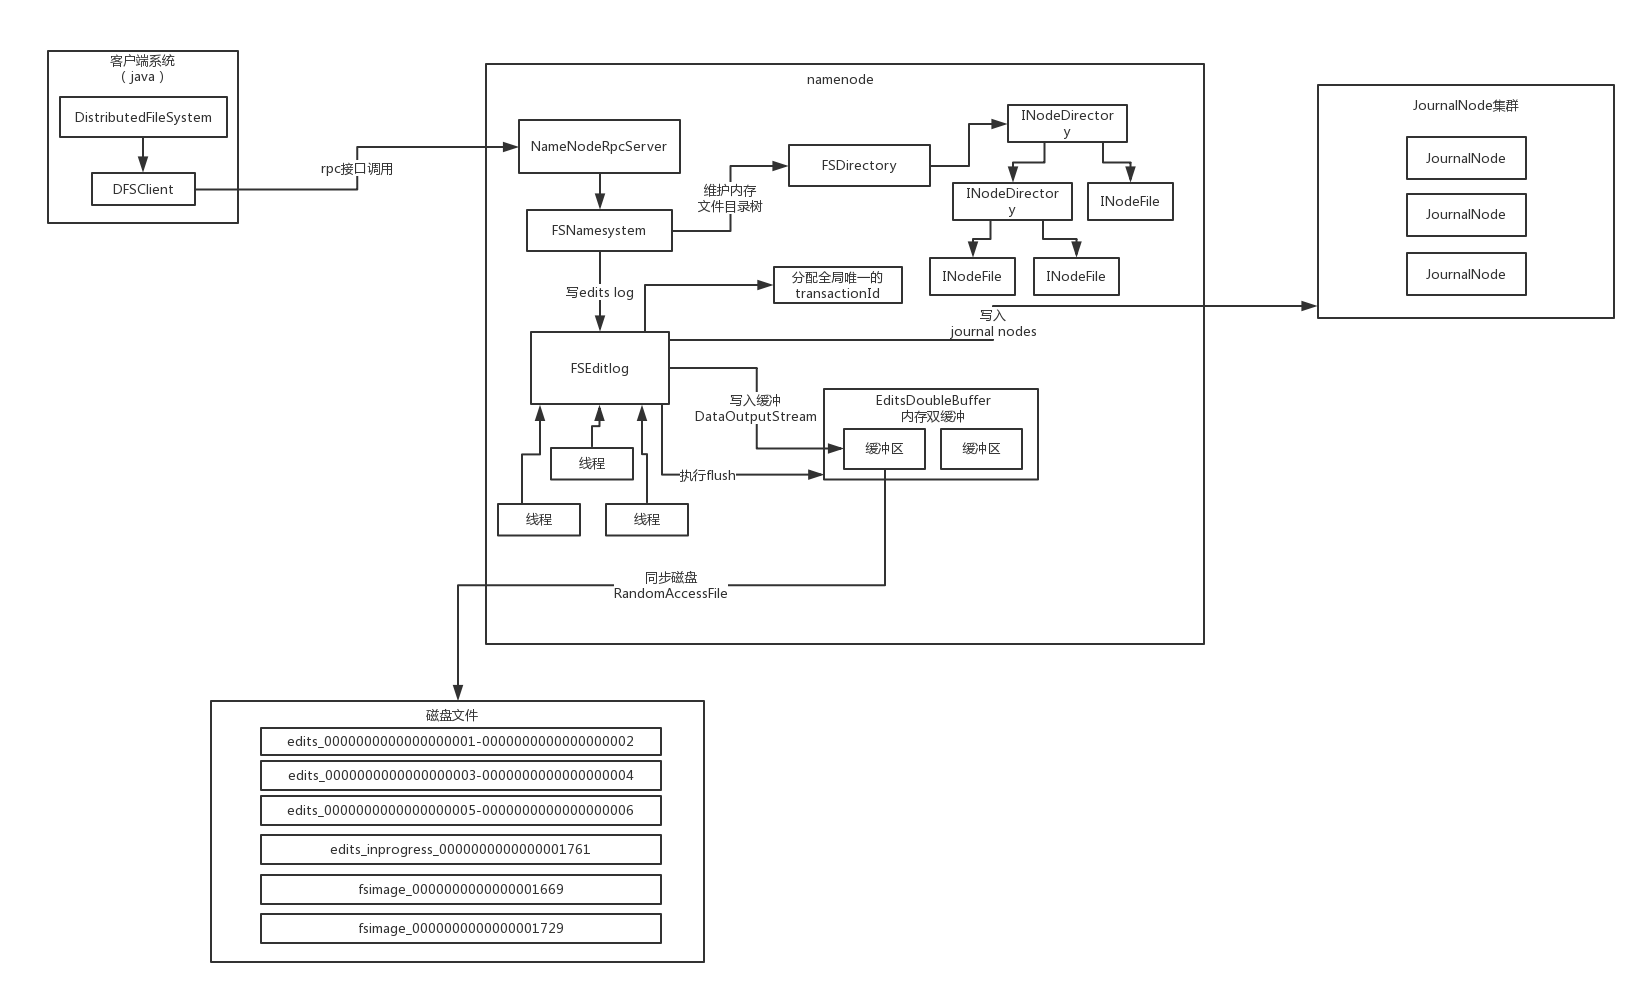 客户端系统
（java）
DistributedFileSystem
DFSClient
rpc接口调用
namenode
NameNodeRpcServer
FSNamesystem
维护内存
文件目录树
FSDirectory
INodeDirector
y
INodeDirector
y
INodeFile
INodeFile
INodeFile
写edits log
分配全局唯一的
transactionId
FSEditlog
写入
journal nodes
写入缓冲
DataOutputStream
EditsDoubleBuffer
内存双缓冲
缓冲区
缓冲区
执行flush
线程
线程
线程
同步磁盘
RandomAccessFile
JournalNode集群
JournalNode
JournalNode
JournalNode
磁盘文件
edits_0000000000000000001-0000000000000000002
edits_0000000000000000003-0000000000000000004
edits_0000000000000000005-0000000000000000006
edits_inprogress_0000000000000001761
fsimage_0000000000000001669
fsimage_0000000000000001729